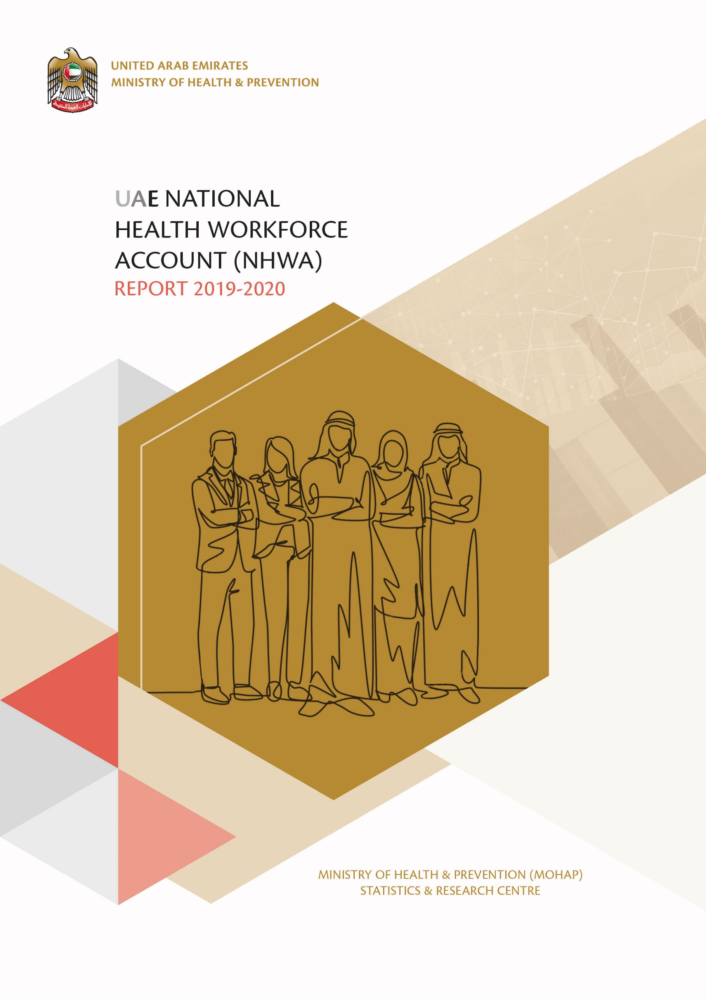 الإمارات العربية المتحدة
UNITED ARAB EMIRATES
MINISTRY OF HEALTH & PREVENTION
UAE NATIONAL
HEALTH WORKFORCE
ACCOUNT (NHWA)
REPORT 2019-2020
MINISTRY OF HEALTH & PREVENTION (MOHAP)
STATISTICS & RESEARCH CENTRE